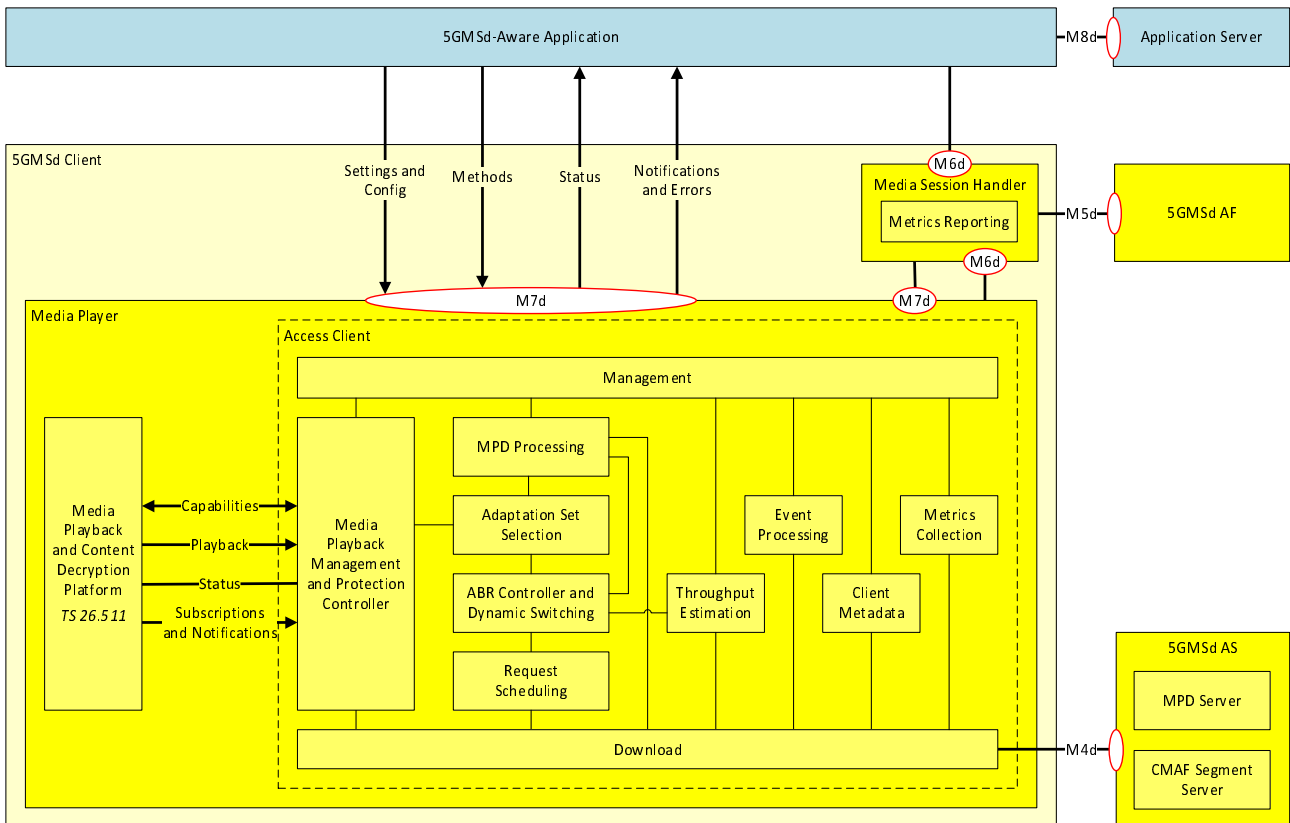 5GMSd-Aware Application
M8d
Application Server
5GMSd Client
Settings and
Config
Methods
Status
Notifications
and Errors
M6d
Media Session Handler
Metrics Reporting
M5d
5GMSd AF
M6d
M7d
M7d
Media Player
Access Client
Management
Media
Playback
and Content
Decryption
Platform
TS 26.511
Capabilities
Playback
Status
Subscriptions
and Notifications
Media
Playback
Management
and Protection
Controller
MPD Processing
Adaptation Set
Selection
ABR Controller and
Dynamic Switching
Request
Scheduling
Throughput
Estimation
Event
Processing
Client
Metadata
Metrics
Collection
Download
M4d
5GMSd AS
MPD Server
CMAF Segment
Server